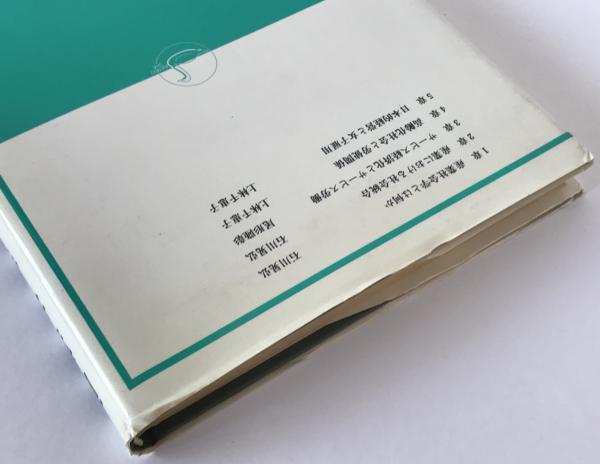 1章 産業社会学とは何か 石川晃弘
2章 産業における社会統合 石川晃弘
3章 サービス経済化とサービス労働 尾形隆彰
4章 高齢化社会と労使関係 上林千恵子
5章 日本的経営と女子雇用 上林千恵子